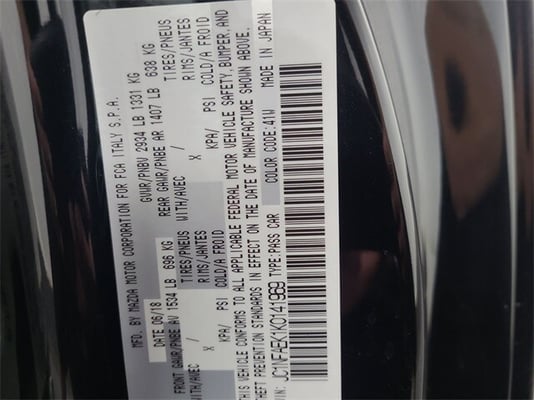 MFD. BY MAZDA MOTOR CORPORATION FOR FCA ITALY S.P.A.
DATE 06/18 GVWR/PNBV 2934 LB 1331 KG
FRONT GAWR/PNBE AV 1534 LB 696 KG REAR GAWR/PNBE AR 1407 LB 638 KG
TIRES/PNEUS TIRES/PNEUS
WITH/AVEC / RIMS/JANTES WITH/AVEC / RIMS/JANTES
X X
KPA/ PSI COLD/A FROID KPA/ PSI COLD/A FROID
THIS VEHICLE CONFORMS TO ALL APPLICABLE FEDERAL MOTOR VEHICLE SAFETY, BUMPER, AND
THEFT PREVENTION STANDARDS IN EFFECT ON THE DATE OF MANUFACTURE SHOWN ABOVE.
JC1NFAEK1K0141969 TYPE:PASS CAR COLOR CODE:41W MADE IN JAPAN